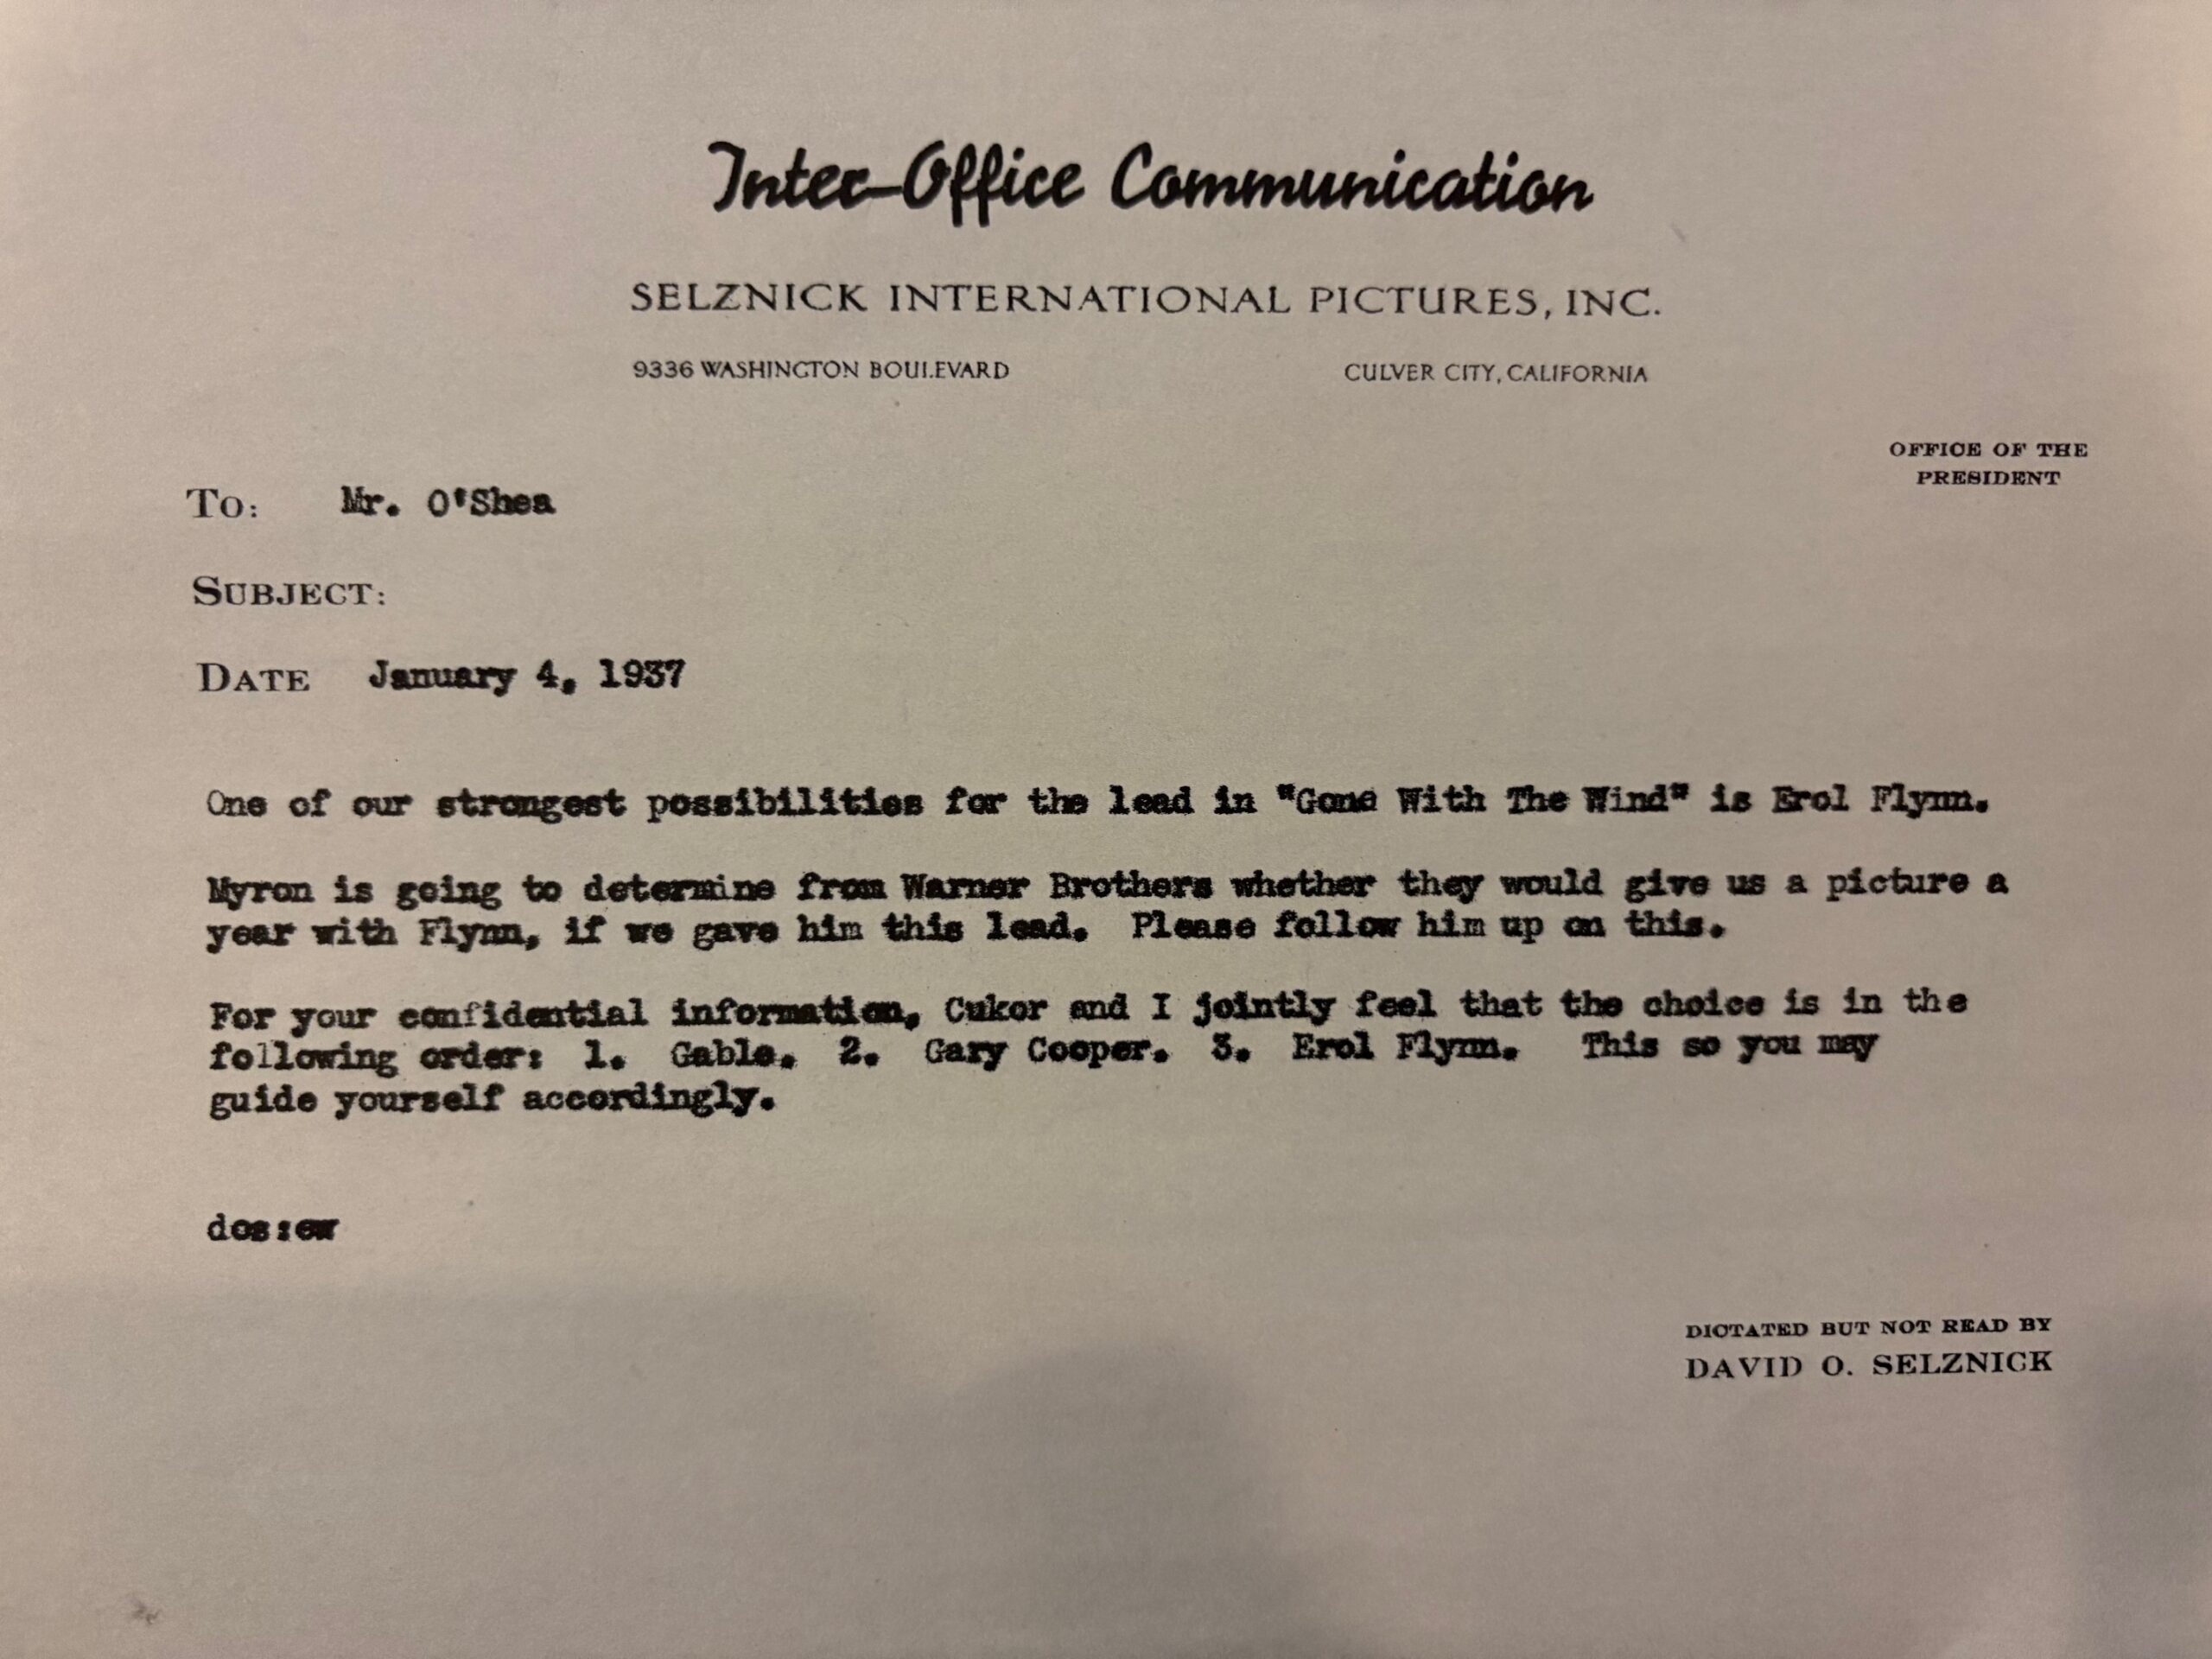 Inter-Office Communication
SELZNICK INTERNATIONAL PICTURES, INC.
9336 WASHINGTON BOULEVARD CULVER CITY, CALIFORNIA
OFFICE OF THE
PRESIDENT
To: Mr. O'Shea
SUBJECT:
DATE January 4, 1937
One of our strongest possibilities for the lead in "Gone With The Wind" is Erol Flynn.
Myron is going to determine from Warner Brothers whether they would give us a picture a
year with Flynn, if we gave him this lead. Please follow him up on this.
For your confidential information, Cukor and I jointly feel that the choice is in the
following order: 1. Gable. 2. Gary Cooper. 3. Erol Flynn. This so you may
guide yourself accordingly.
dos:ew
DICTATED BUT NOT READ BY
DAVID O. SELZNICK